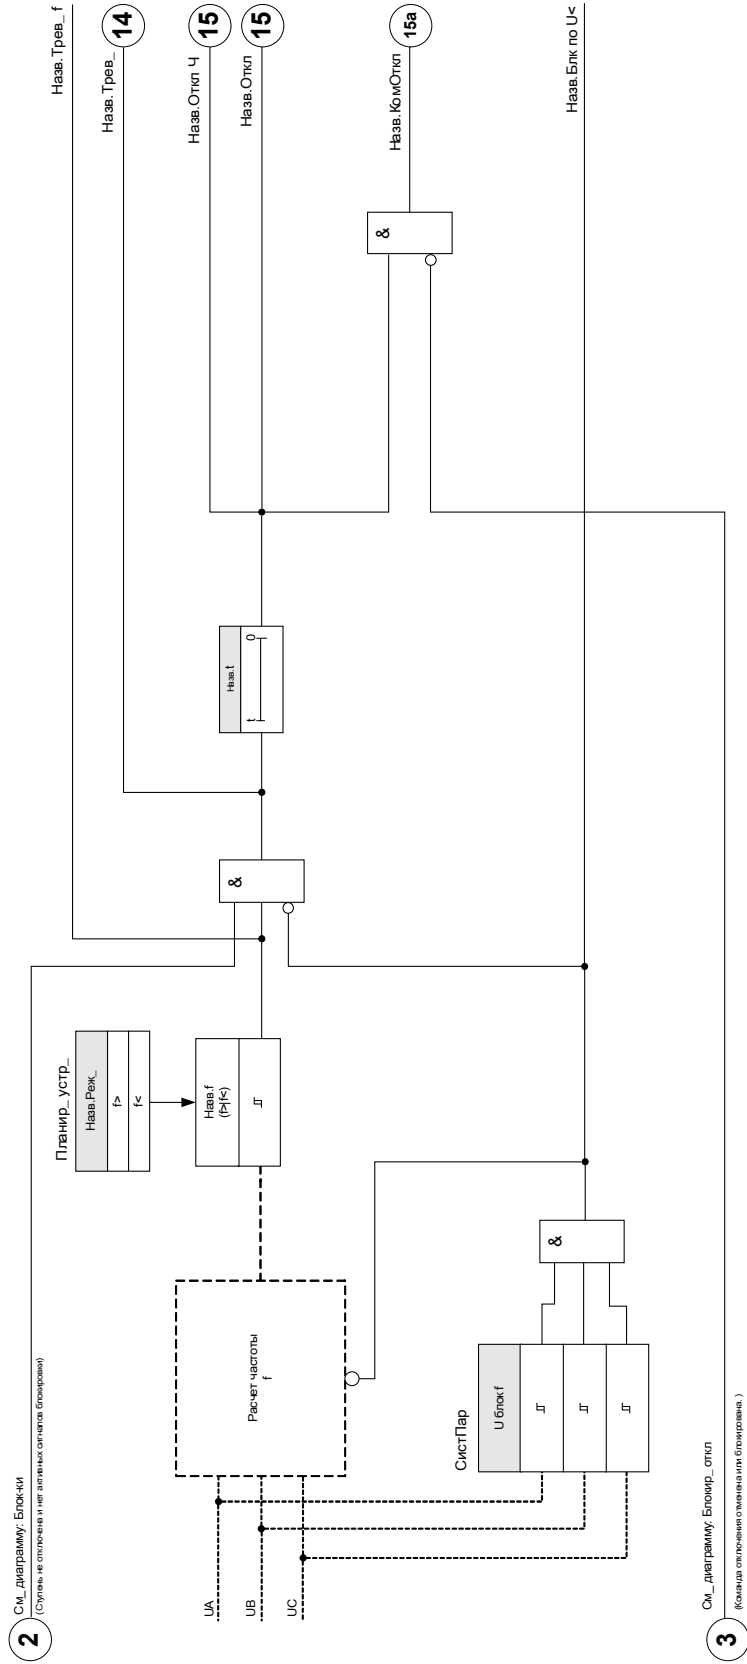 2
См_ диаграмму: Блок-ки
(Ступень не отключена и нет активных сигналов блокировки)
Планир_ устр_
Назв.Реж_
f>
f<
Назв.f
(f>|f<)
&
Назв.t
t
0
Назв.Трев_ f
Назв.Трев_
14
Назв.Откл Ч
15
Назв.Откл
15
&
Назв.КомОткл
15a
Назв.Блк по U<
Расчет частоты
f
UA
UB
UC
СистПар
U блок f
&
3
См_ диаграмму: Блокир_ откл
(Команда отключения отменена или блокирована. )